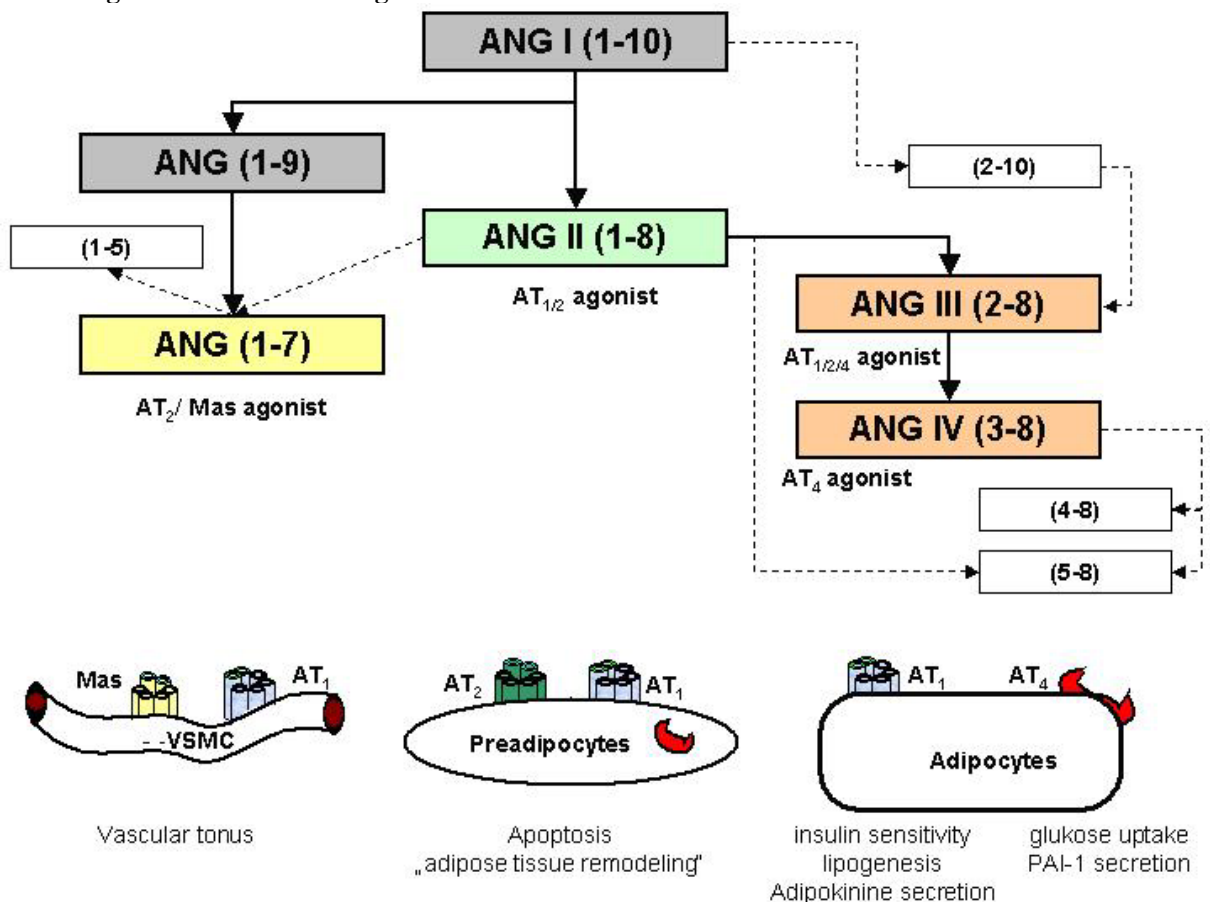 ANG I (1-10)
ANG (1-9)
(2-10)
(1-5)
ANG II (1-8)
AT1/2 agonist
ANG III (2-8)
ANG (1-7)
AT1/2/4 agonist
AT2/ Mas agonist
ANG IV (3-8)
AT4 agonist
(4-8)
(5-8)
Mas
AT1
VSMC
AT2
AT1
Preadipocytes
AT1
AT4
Adipocytes
Vascular tonus
Apoptosis
„adipose tissue remodeling"
insulin sensitivity
lipogenesis
Adipokinine secretion
glukose uptake
PAI-1 secretion